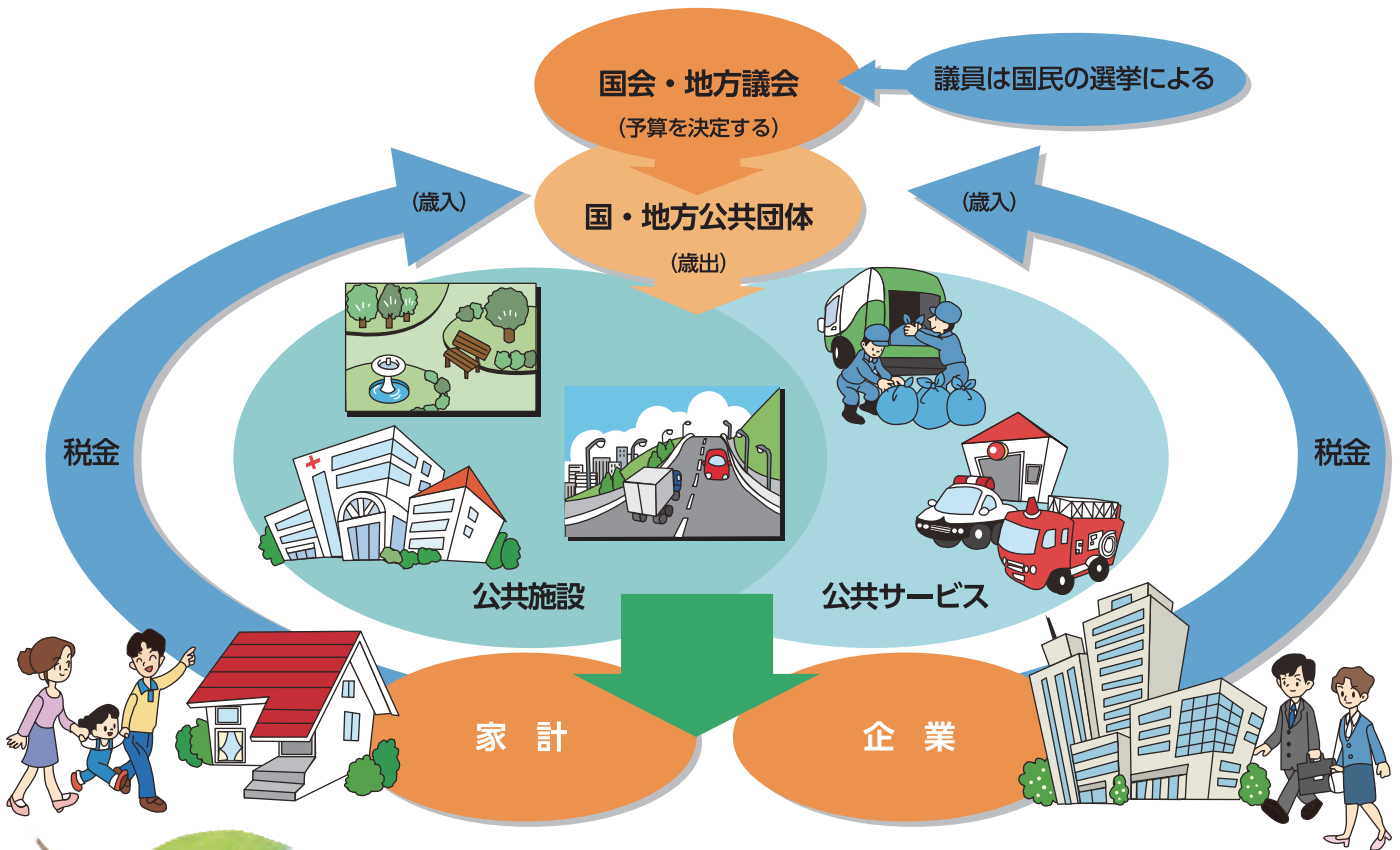 国会・地方議会
（予算を決定する）
議員は国民の選挙による
（歳入）
国・地方公共団体
（歳出）
（歳入）
税金
税金
公共施設
公共サービス
家 計
企 業